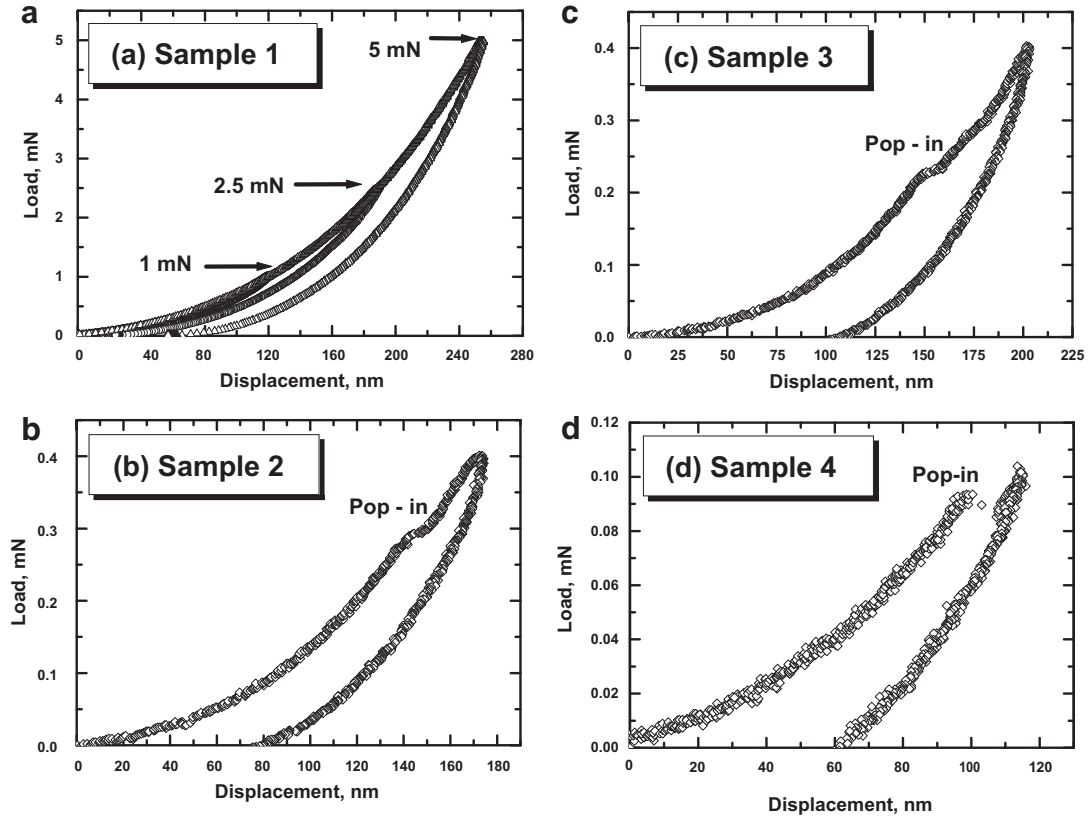 a
(a) Sample 1
5 mN
2.5 mN
1 mN
5
4
3
2
1
0
Load, mN
0 40 80 120 160 200 240 280
Displacement, nm
c
(c) Sample 3
Pop - in
0.4
0.3
0.2
0.1
0.0
Load, mN
0 25 50 75 100 125 150 175 200 225
Displacement, nm
b
(b) Sample 2
Pop - in
0.4
0.3
0.2
0.1
0.0
Load, mN
0 20 40 60 80 100 120 140 160 180
Displacement, nm
d
(d) Sample 4
Pop-in
0.12
0.10
0.08
0.06
0.04
0.02
0.00
Load, mN
0 20 40 60 80 100 120
Displacement, nm